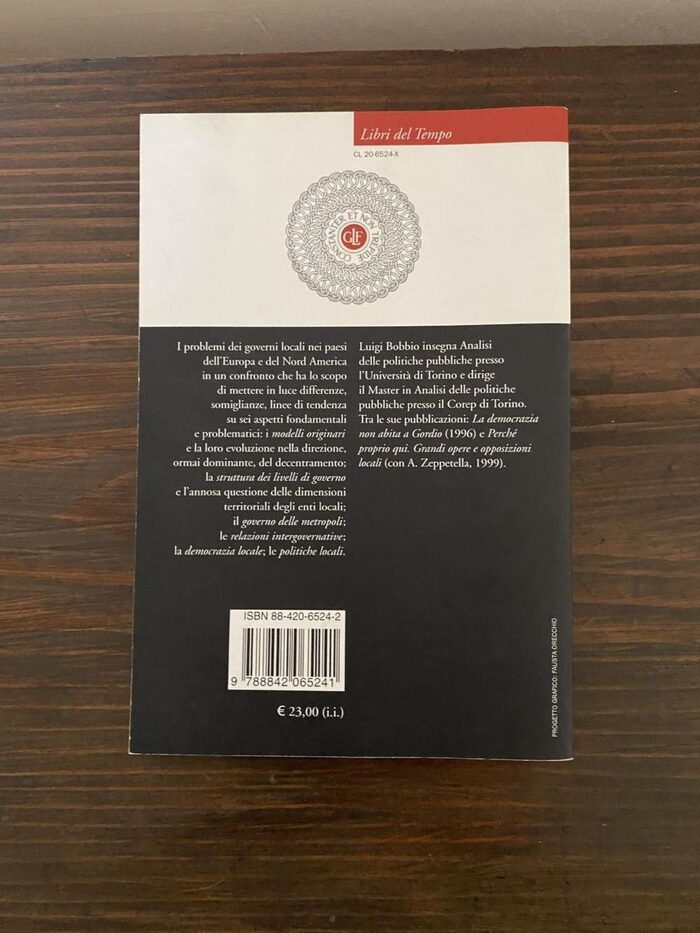 Libri del Tempo
CL 20-6524-X
CONSTANTER ET NON TREPIDE
GLF
I problemi dei governi locali nei paesi
dell'Europa e del Nord America
in un confronto che ha lo scopo
di mettere in luce differenze,
somiglianze, linee di tendenza
su sei aspetti fondamentali
e problematici: i modelli originari
e la loro evoluzione nella direzione,
ormai dominante, del decentramento;
la struttura dei livelli di governo
e l'annosa questione delle dimensioni
territoriali degli enti locali;
il governo delle metropoli;
le relazioni intergovernative;
la democrazia locale; le politiche locali.
Luigi Bobbio insegna Analisi
delle politiche pubbliche presso
l'Università di Torino e dirige
il Master in Analisi delle politiche
pubbliche presso il Corep di Torino.
Tra le sue pubblicazioni: La democrazia
non abita a Gordio (1996) e Perché
proprio qui. Grandi opere e opposizioni
locali (con A. Zeppetella, 1999).
ISBN 88-420-6524-2
9 788842 065241
€ 23,00 (i.i.)
PROGETTO GRAFICO: FAUSTA ORECCHIO